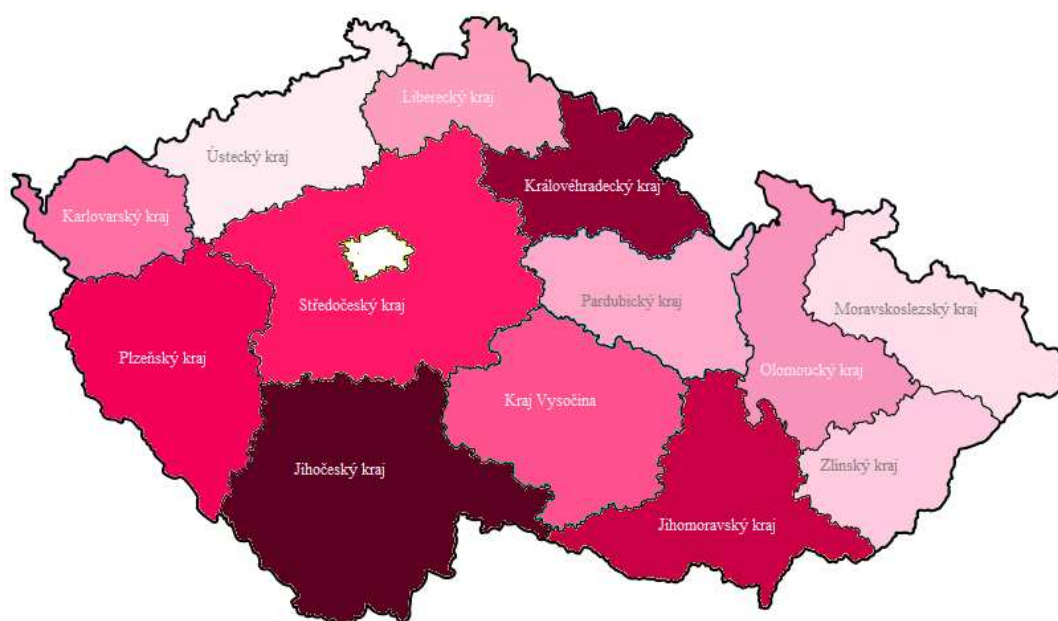 Liberecký kraj
Ústecký kraj
Královéhradecký kraj
Karlovarský kraj
Středočeský kraj
Pardubický kraj
Moravskoslezský kraj
Plzeňský kraj
Olomoucký kraj
Kraj Vysočina
Jihočeský kraj
Zlínský kraj
Jihomoravský kraj